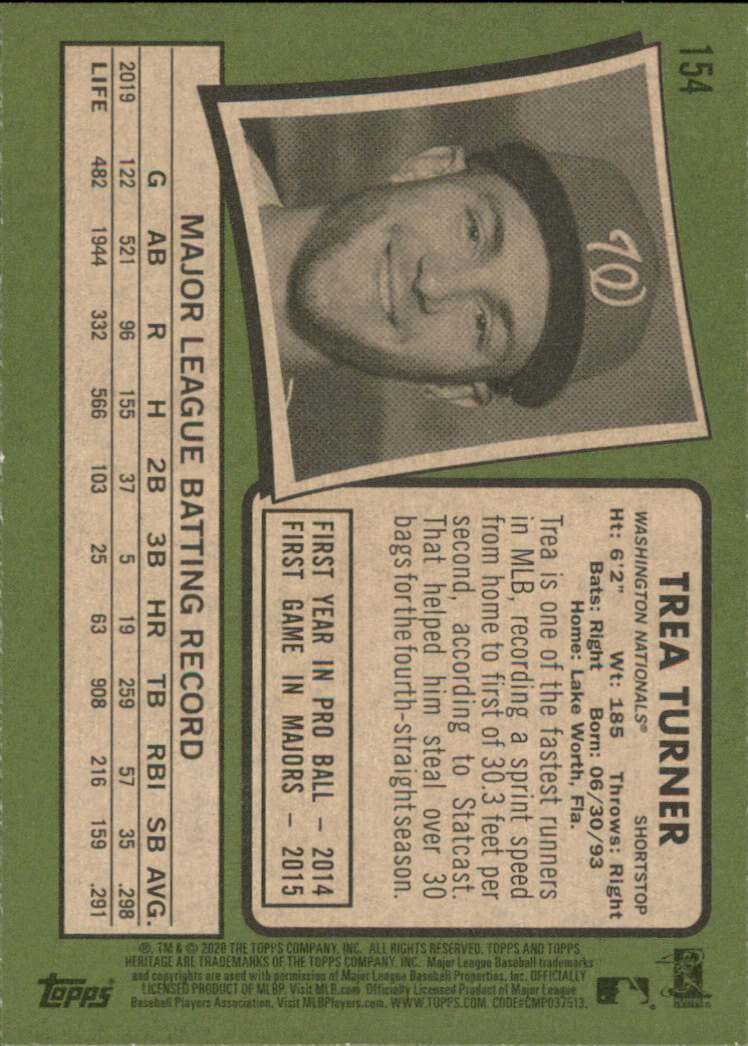 154
TREA TURNER
WASHINGTON NATIONALS® SHORTSTOP
Ht: 6'2" Wt: 185 Throws: Right
Bats: Right Born: 06/30/93
Home: Lake Worth, Fla.
Trea is one of the fastest runners
in MLB, recording a sprint speed
from home to first of 30.3 feet per
second, according to Statcast.
That helped him steal over 30
bags for the fourth-straight season.
FIRST YEAR IN PRO BALL – 2014
FIRST GAME IN MAJORS – 2015
W
MAJOR LEAGUE BATTING RECORD
G AB R H 2B 3B HR TB RBI SB AVG.
2019 122 521 96 155 37 5 19 259 57 35 .298
LIFE 482 1944 332 566 103 25 63 908 216 159 .291
®, TM & © 2020 THE TOPPS COMPANY, INC. ALL RIGHTS RESERVED. TOPPS AND TOPPS
HERITAGE ARE TRADEMARKS OF THE TOPPS COMPANY, INC. Major League Baseball trademarks
and copyrights are used with permission of Major League Baseball Properties, Inc. OFFICIALLY
LICENSED PRODUCT OF MLBP. Visit MLB.com Officially Licensed Product of Major League
Baseball Players Association. Visit MLBPlayers.com. WWW.TOPPS.COM. CODE#CMP037513.
Topps